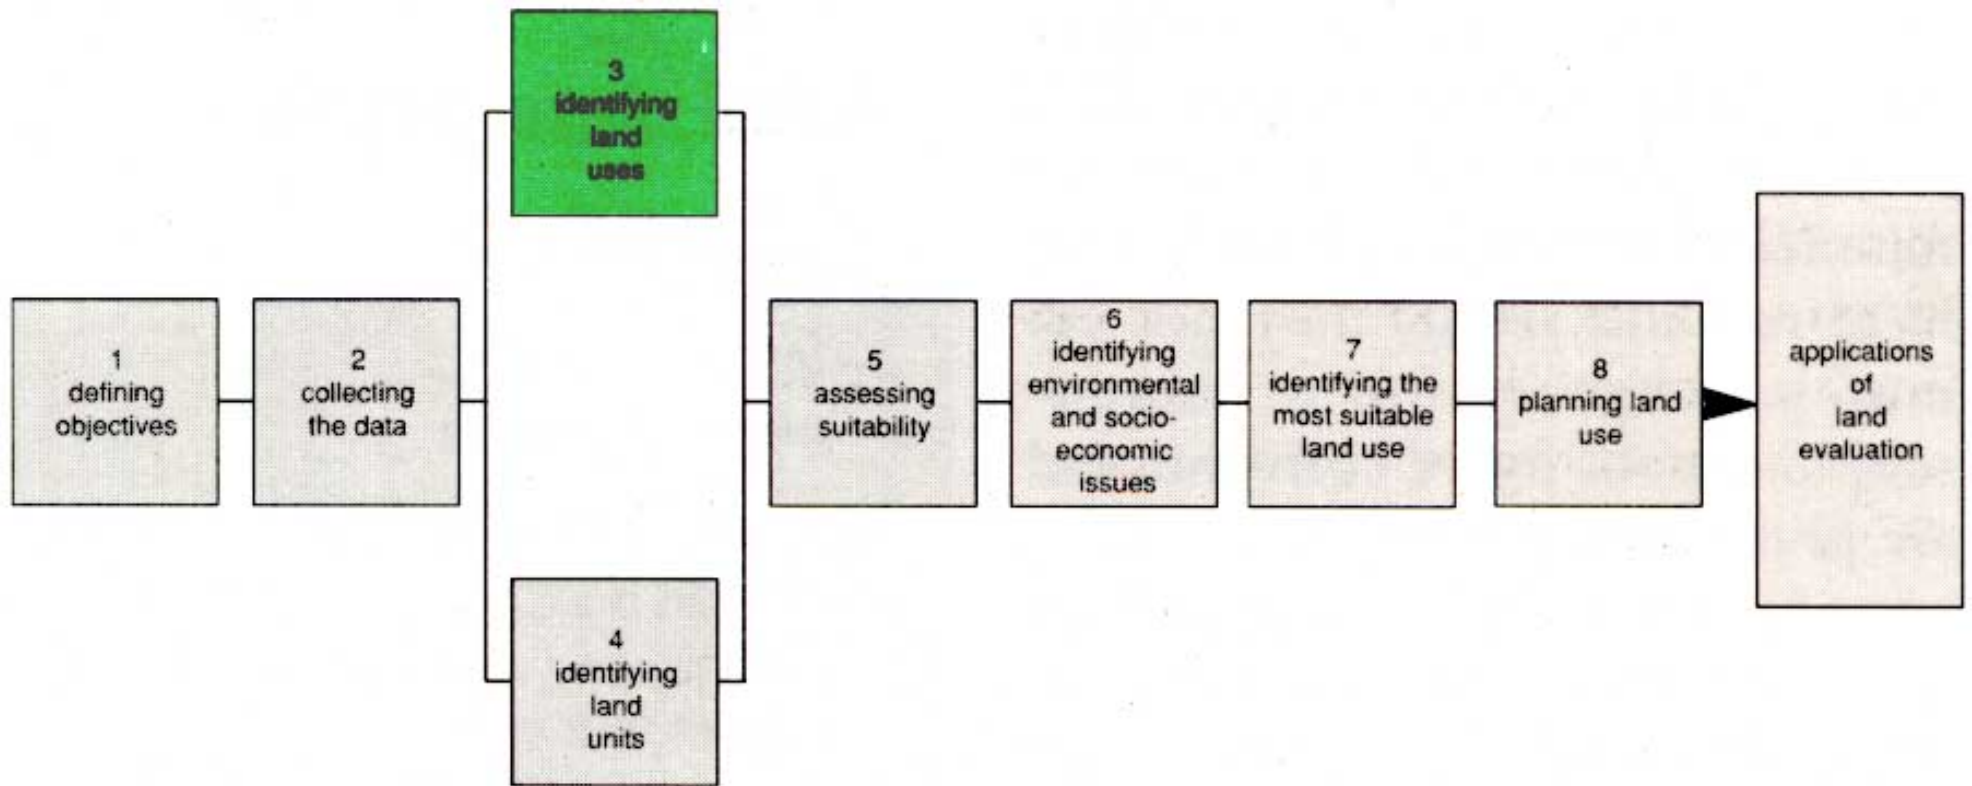 1
defining
objectives
2
collecting
the data
3
identifying
land
uses
4
identifying
land
units
5
assessing
suitability
6
identifying
environmental
and socio-
economic
issues
7
identifying the
most suitable
land use
8
planning land
use
applications
of
land
evaluation